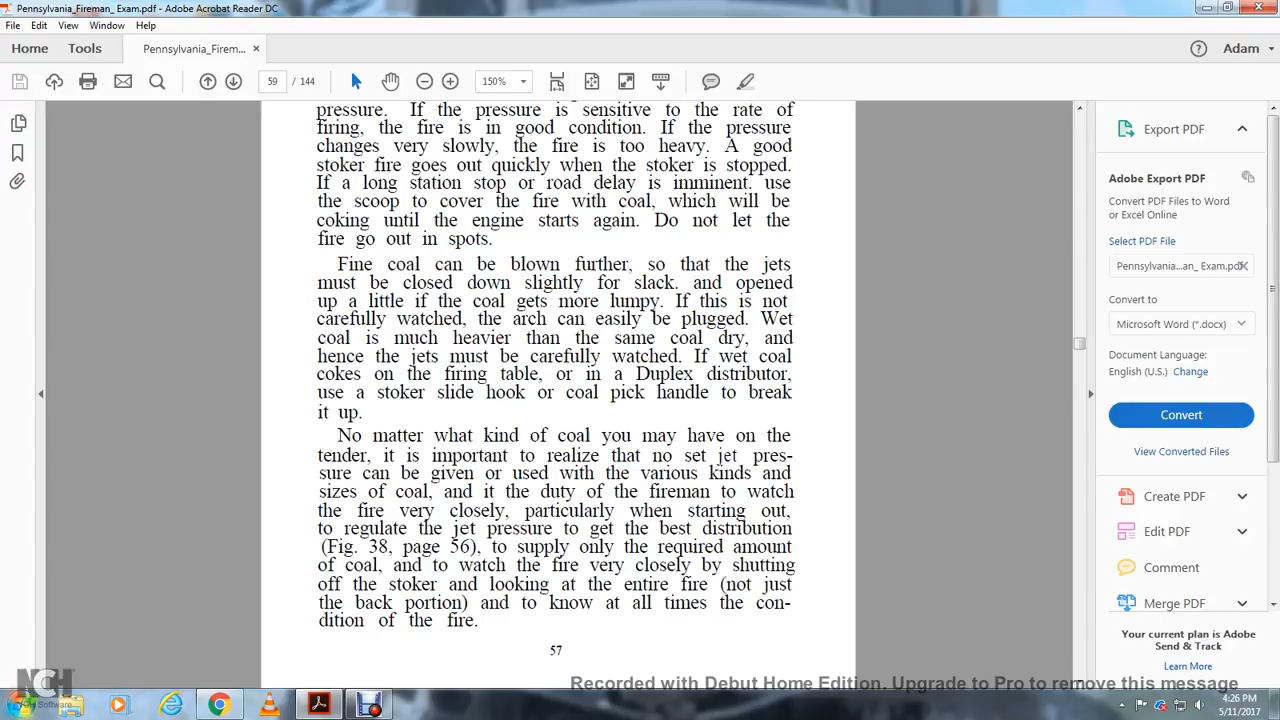 Pennsylvania_Fireman_ Exam.pdf - Adobe Acrobat Reader DC
File Edit View Window Help
Home Tools Pennsylvania_Firem... × Adam
59 / 144 150%
pressure. If the pressure is sensitive to the rate of
firing, the fire is in good condition. If the pressure
changes very slowly, the fire is too heavy. A good
stoker fire goes out quickly when the stoker is stopped.
If a long station stop or road delay is imminent. use
the scoop to cover the fire with coal, which will be
coking until the engine starts again. Do not let the
fire go out in spots.
Fine coal can be blown further, so that the jets
must be closed down slightly for slack. and opened
up a little if the coal gets more lumpy. If this is not
carefully watched, the arch can easily be plugged. Wet
coal is much heavier than the same coal dry, and
hence the jets must be carefully watched. If wet coal
cokes on the firing table, or in a Duplex distributor,
use a stoker slide hook or coal pick handle to break
it up.
No matter what kind of coal you may have on the
tender, it is important to realize that no set jet pres-
sure can be given or used with the various kinds and
sizes of coal, and it the duty of the fireman to watch
the fire very closely, particularly when starting out,
to regulate the jet pressure to get the best distribution
(Fig. 38, page 56), to supply only the required amount
of coal, and to watch the fire very closely by shutting
off the stoker and looking at the entire fire (not just
the back portion) and to know at all times the con-
dition of the fire.
57
Export PDF
Adobe Export PDF
Convert PDF Files to Word
or Excel Online
Select PDF File
Pennsylvania...an_ Exam.pdf
Convert to
Microsoft Word (*.docx)
Document Language:
English (U.S.) Change
Convert
View Converted Files
Create PDF
Edit PDF
Comment
Merge PDF
Your current plan is Adobe
Send & Track
Learn More
NCH
Software
Recorded with Debut Home Edition. Upgrade to Pro to remove this message
4:26 PM
5/11/2017